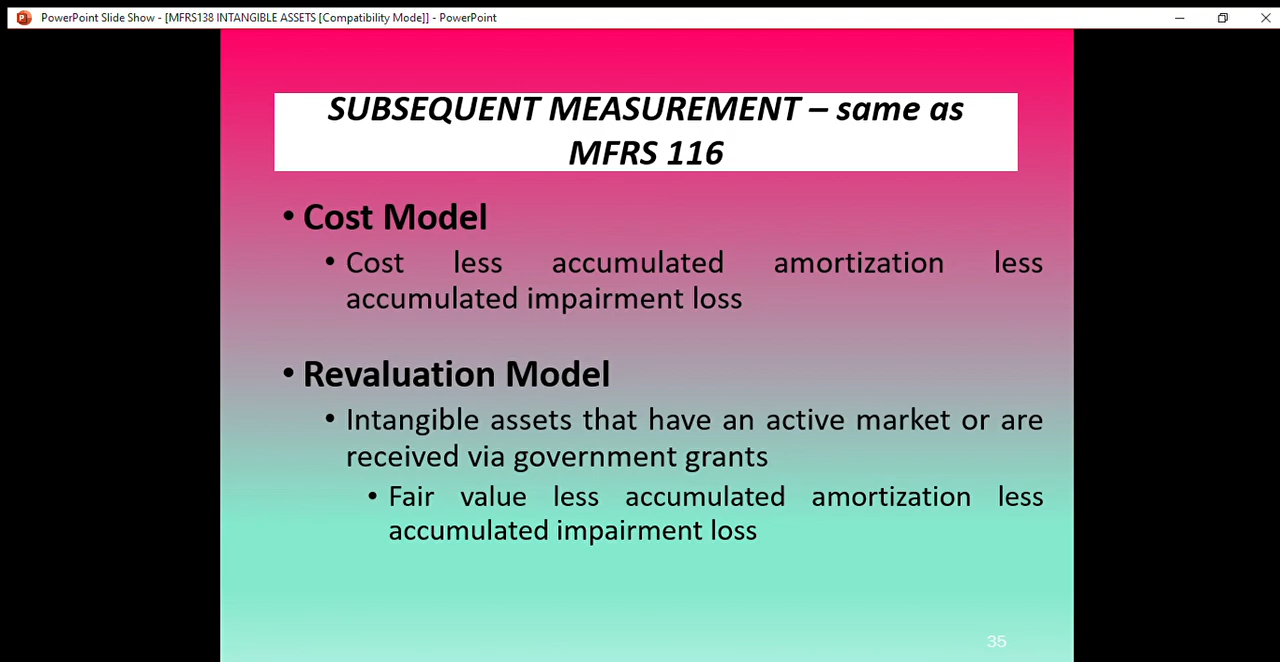 PowerPoint Slide Show - [MFRS138 INTANGIBLE ASSETS [Compatibility Mode]] - PowerPoint
SUBSEQUENT MEASUREMENT – same as
MFRS 116
• Cost Model
• Cost less accumulated amortization less
accumulated impairment loss
• Revaluation Model
• Intangible assets that have an active market or are
received via government grants
• Fair value less accumulated amortization less
accumulated impairment loss
35